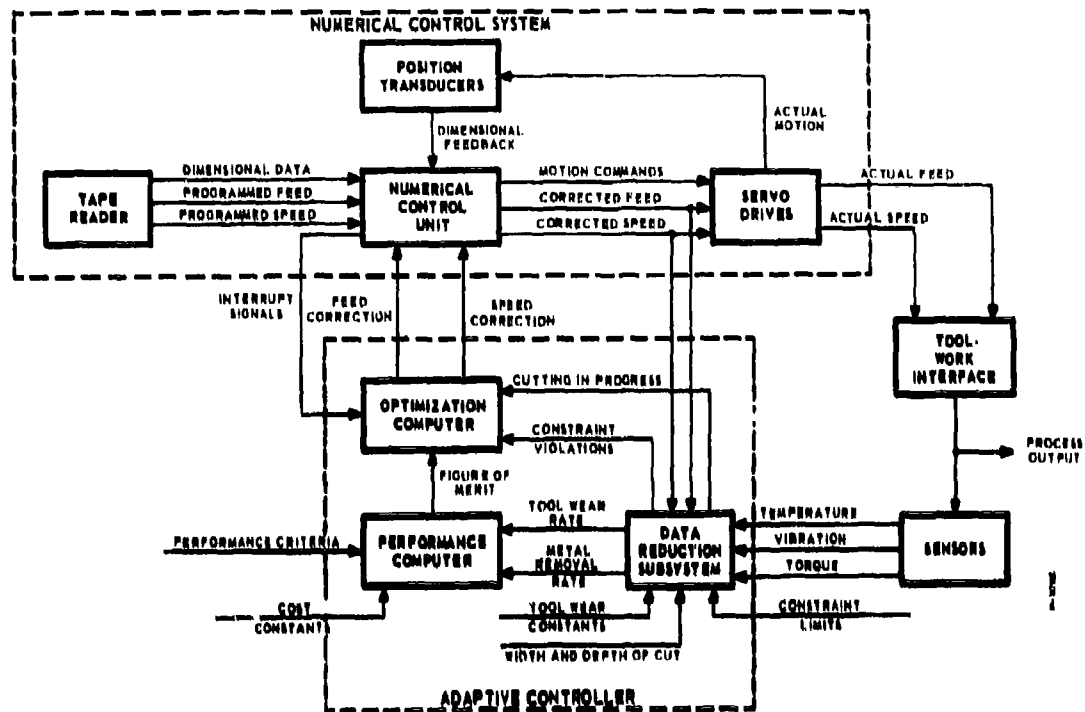 NUMERICAL CONTROL SYSTEM
POSITION
TRANSDUCERS
ACTUAL
MOTION
DIMENSIONAL
FEEDBACK
TAPE
READER
DIMENSIONAL DATA
PROGRAMMED FEED
PROGRAMMED SPEED
NUMERICAL
CONTROL
UNIT
MOTION COMMANDS
CORRECTED FEED
CORRECTED SPEED
SERVO
DRIVES
ACTUAL FEED
ACTUAL SPEED
INTERRUPT
SIGNALS
FEED
CORRECTION
SPEED
CORRECTION
TOOL-
WORK
INTERFACE
OPTIMIZATION
COMPUTER
CUTTING IN PROGRESS
CONSTRAINT
VIOLATIONS
PROCESS
OUTPUT
FIGURE OF
MERIT
PERFORMANCE CRITERIA
PERFORMANCE
COMPUTER
TOOL WEAR
RATE
METAL
REMOVAL
RATE
DATA
REDUCTION
SUBSYSTEM
TEMPERATURE
VIBRATION
TORQUE
SENSORS
COST
CONSTANTS
TOOL WEAR
CONSTANTS
CONSTRAINT
LIMITS
WIDTH AND DEPTH OF CUT
ADAPTIVE CONTROLLER